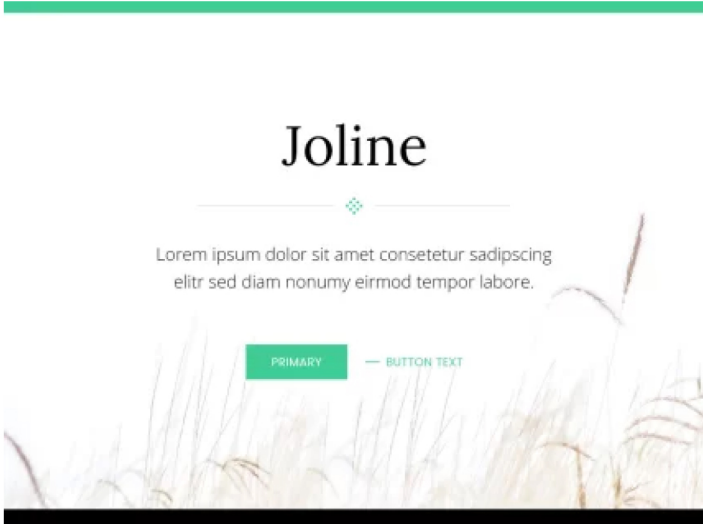 Joline
Lorem ipsum dolor sit amet consetetur sadipscing
elitr sed diam nonumy eirmod tempor labore.
PRIMARY
BUTTON TEXT